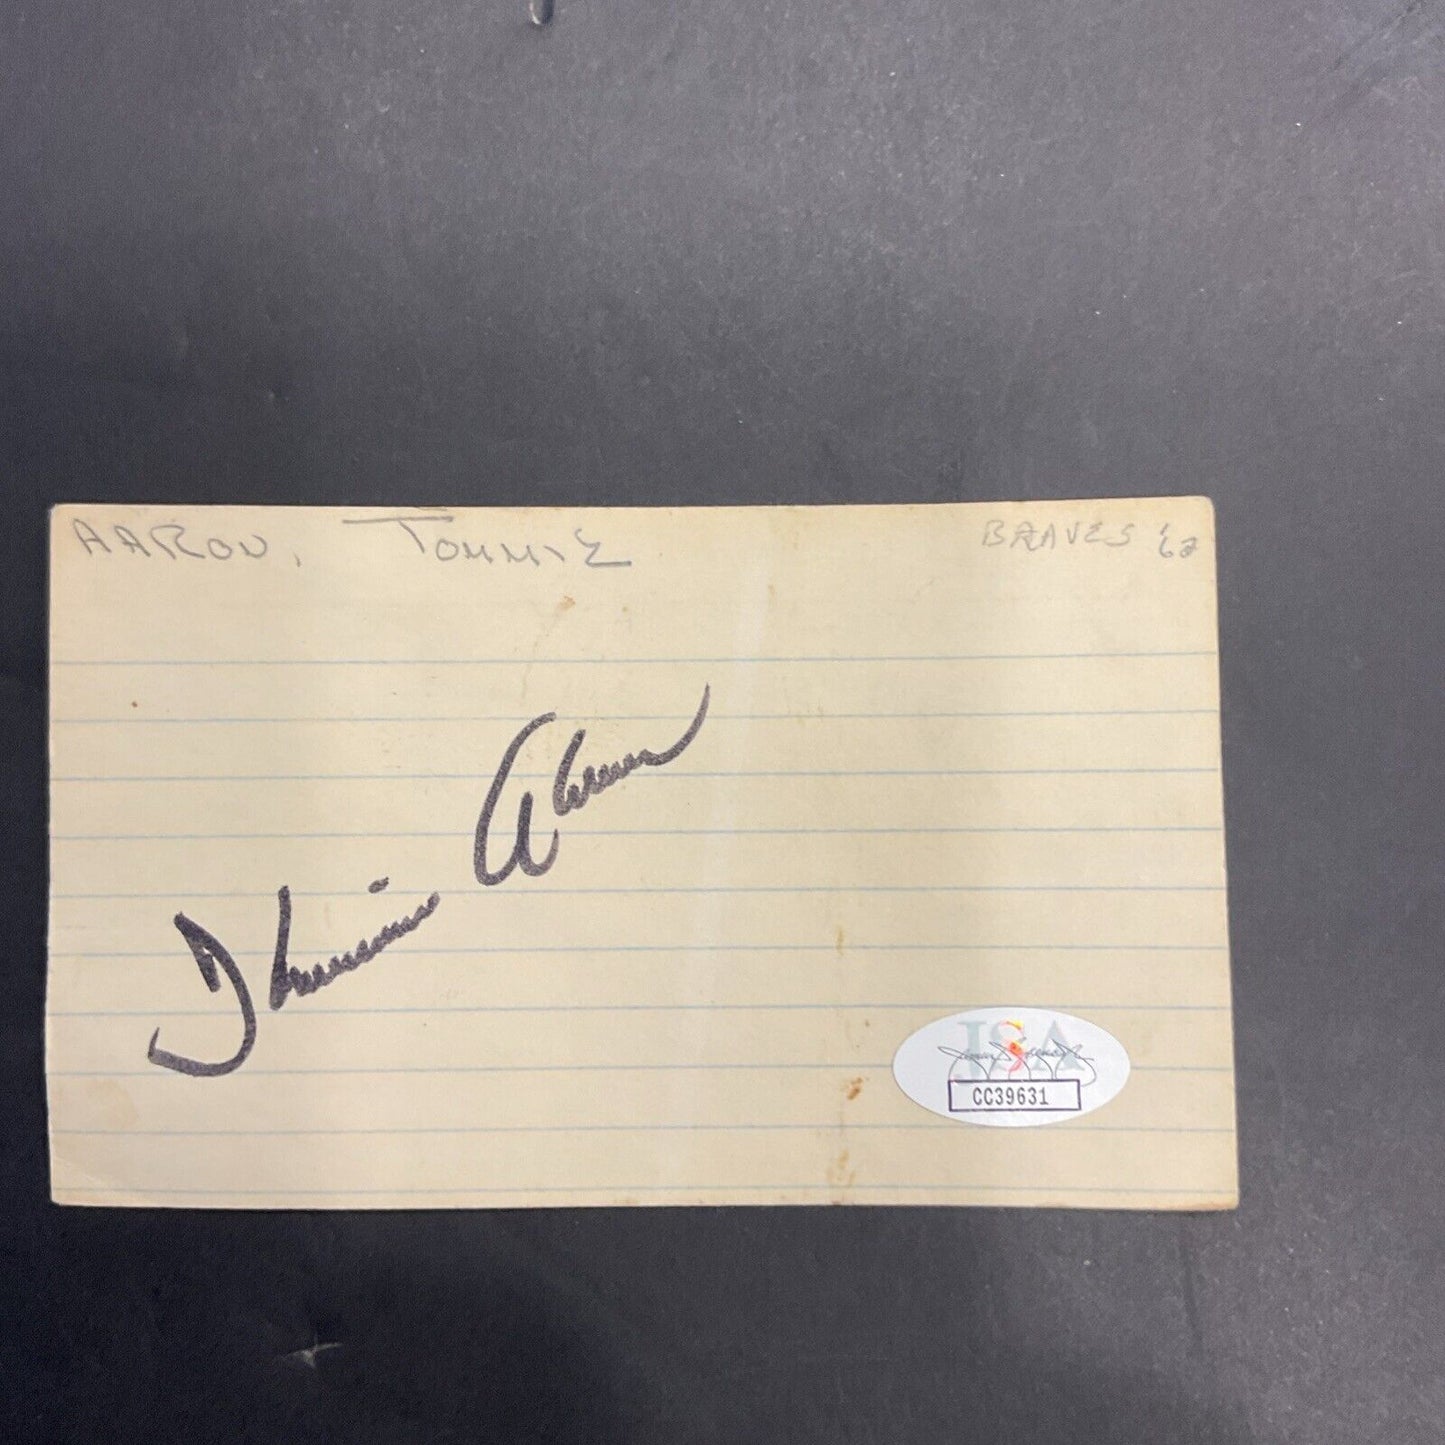 AARON, TOMMIE BRAVES '62
Tommie Aaron
JSA
CC39631